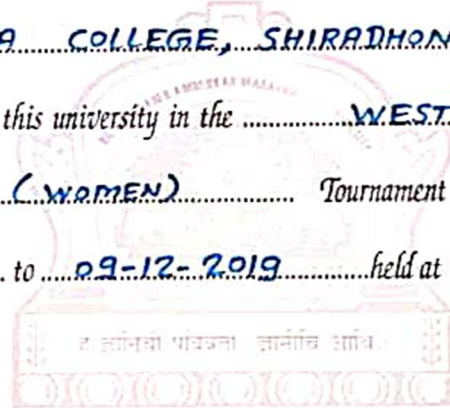 A COLLEGE, SHIRADHON
this university in the WEST
(WOMEN) Tournament
to 09-12-2019 held at